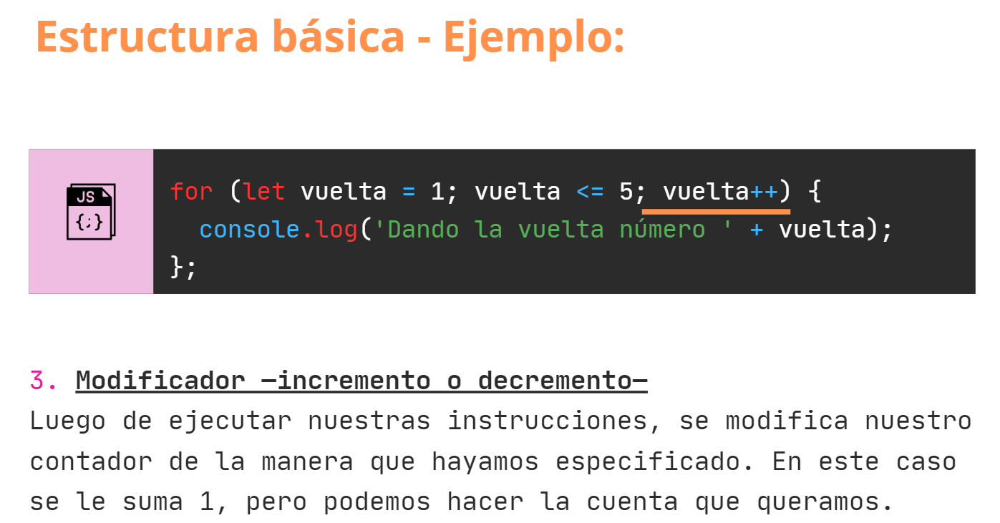 Estructura básica - Ejemplo:
JS
{;}
for (let vuelta = 1; vuelta <= 5; vuelta++) {
  console.log('Dando la vuelta número ' + vuelta);
};
3. Modificador —incremento o decremento—
Luego de ejecutar nuestras instrucciones, se modifica nuestro
contador de la manera que hayamos especificado. En este caso
se le suma 1, pero podemos hacer la cuenta que queramos.